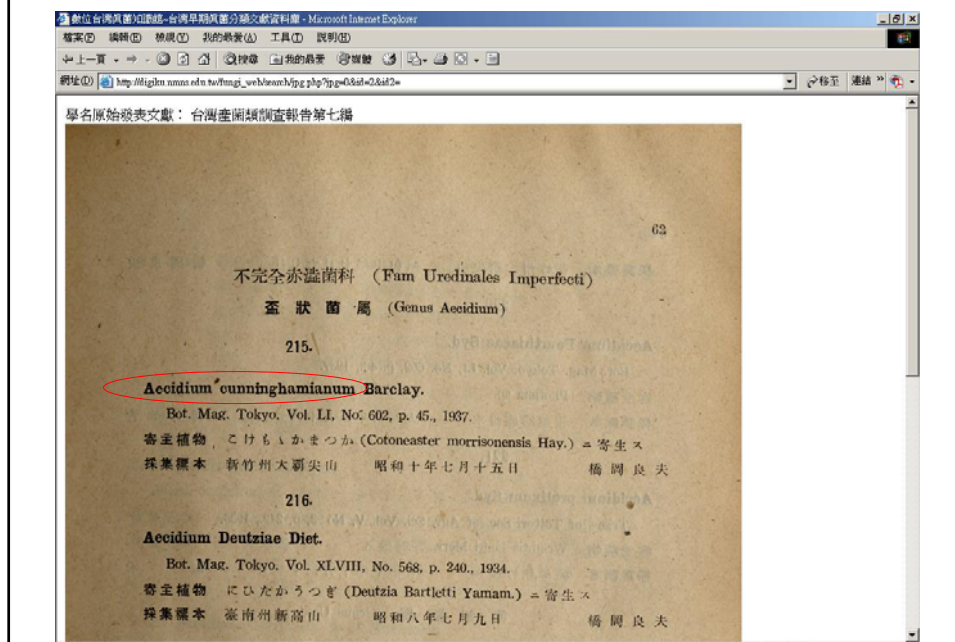 數位台灣真菌知識館-台灣早期真菌分類文獻資料庫 - Microsoft Internet Explorer
檔案(F) 編輯(E) 檢視(V) 我的最愛(A) 工具(T) 說明(H)
上一頁 搜尋 我的最愛 媒體
網址(D) http://digiku.nmns.edu.tw/fungi_web/search/jpg.php?jpg=0&sid=2&sid2= 移至 連結 »
學名原始發表文獻： 台灣產菌類調查報告第七編
62
不完全赤澁菌科 (Fam Uredinales Imperfecti)
盃狀菌屬 (Genus Aecidium)
215.
Aecidium cunninghamianum Barclay.
Bot. Mag. Tokyo. Vol. LI, No. 602, p. 45., 1937.
寄主植物 こけもゝかまつか (Cotoneaster morrisonensis Hay.) ニ寄生ス
採集標本 新竹州大霸尖山 昭和十年七月十五日 橋岡良夫
216.
Aecidium Deutziae Diet.
Bot. Mag. Tokyo. Vol. XLVIII, No. 568, p. 240., 1934.
寄主植物 にひたかうつぎ (Deutzia Bartletti Yamam.) ニ寄生ス
採集標本 臺南州新高山 昭和八年七月九日 橋岡良夫